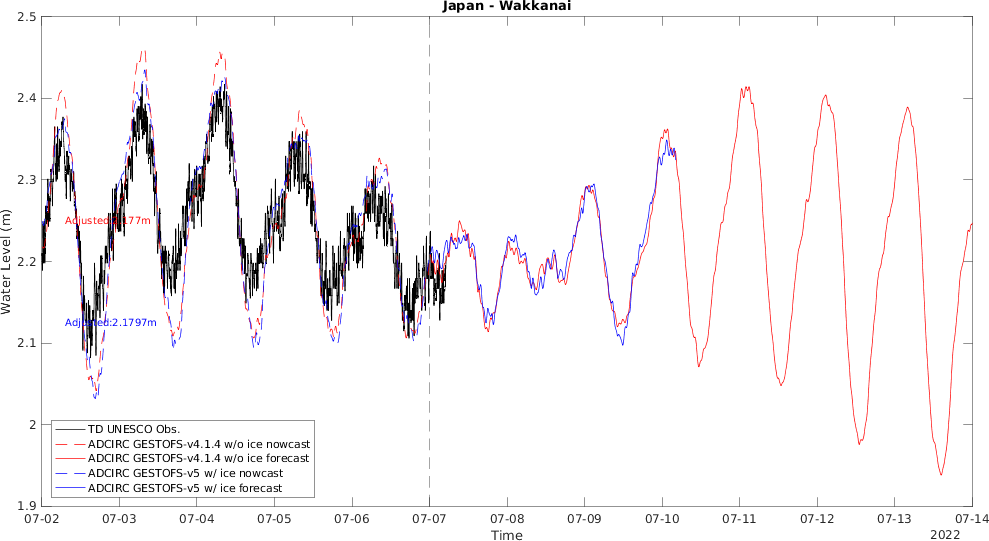 Japan - Wakkanai
2.5
2.4
2.3
2.2
2.1
2
1.9
Water Level (m)
Adjusted:2.1797m
TD UNESCO Obs.
ADCIRC GESTOFS-v4.1.4 w/o ice nowcast
ADCIRC GESTOFS-v4.1.4 w/o ice forecast
ADCIRC GESTOFS-v5 w/ ice nowcast
ADCIRC GESTOFS-v5 w/ ice forecast
07-02 07-03 07-04 07-05 07-06 07-07 07-08 07-09 07-10 07-11 07-12 07-13 07-14
Time
2022